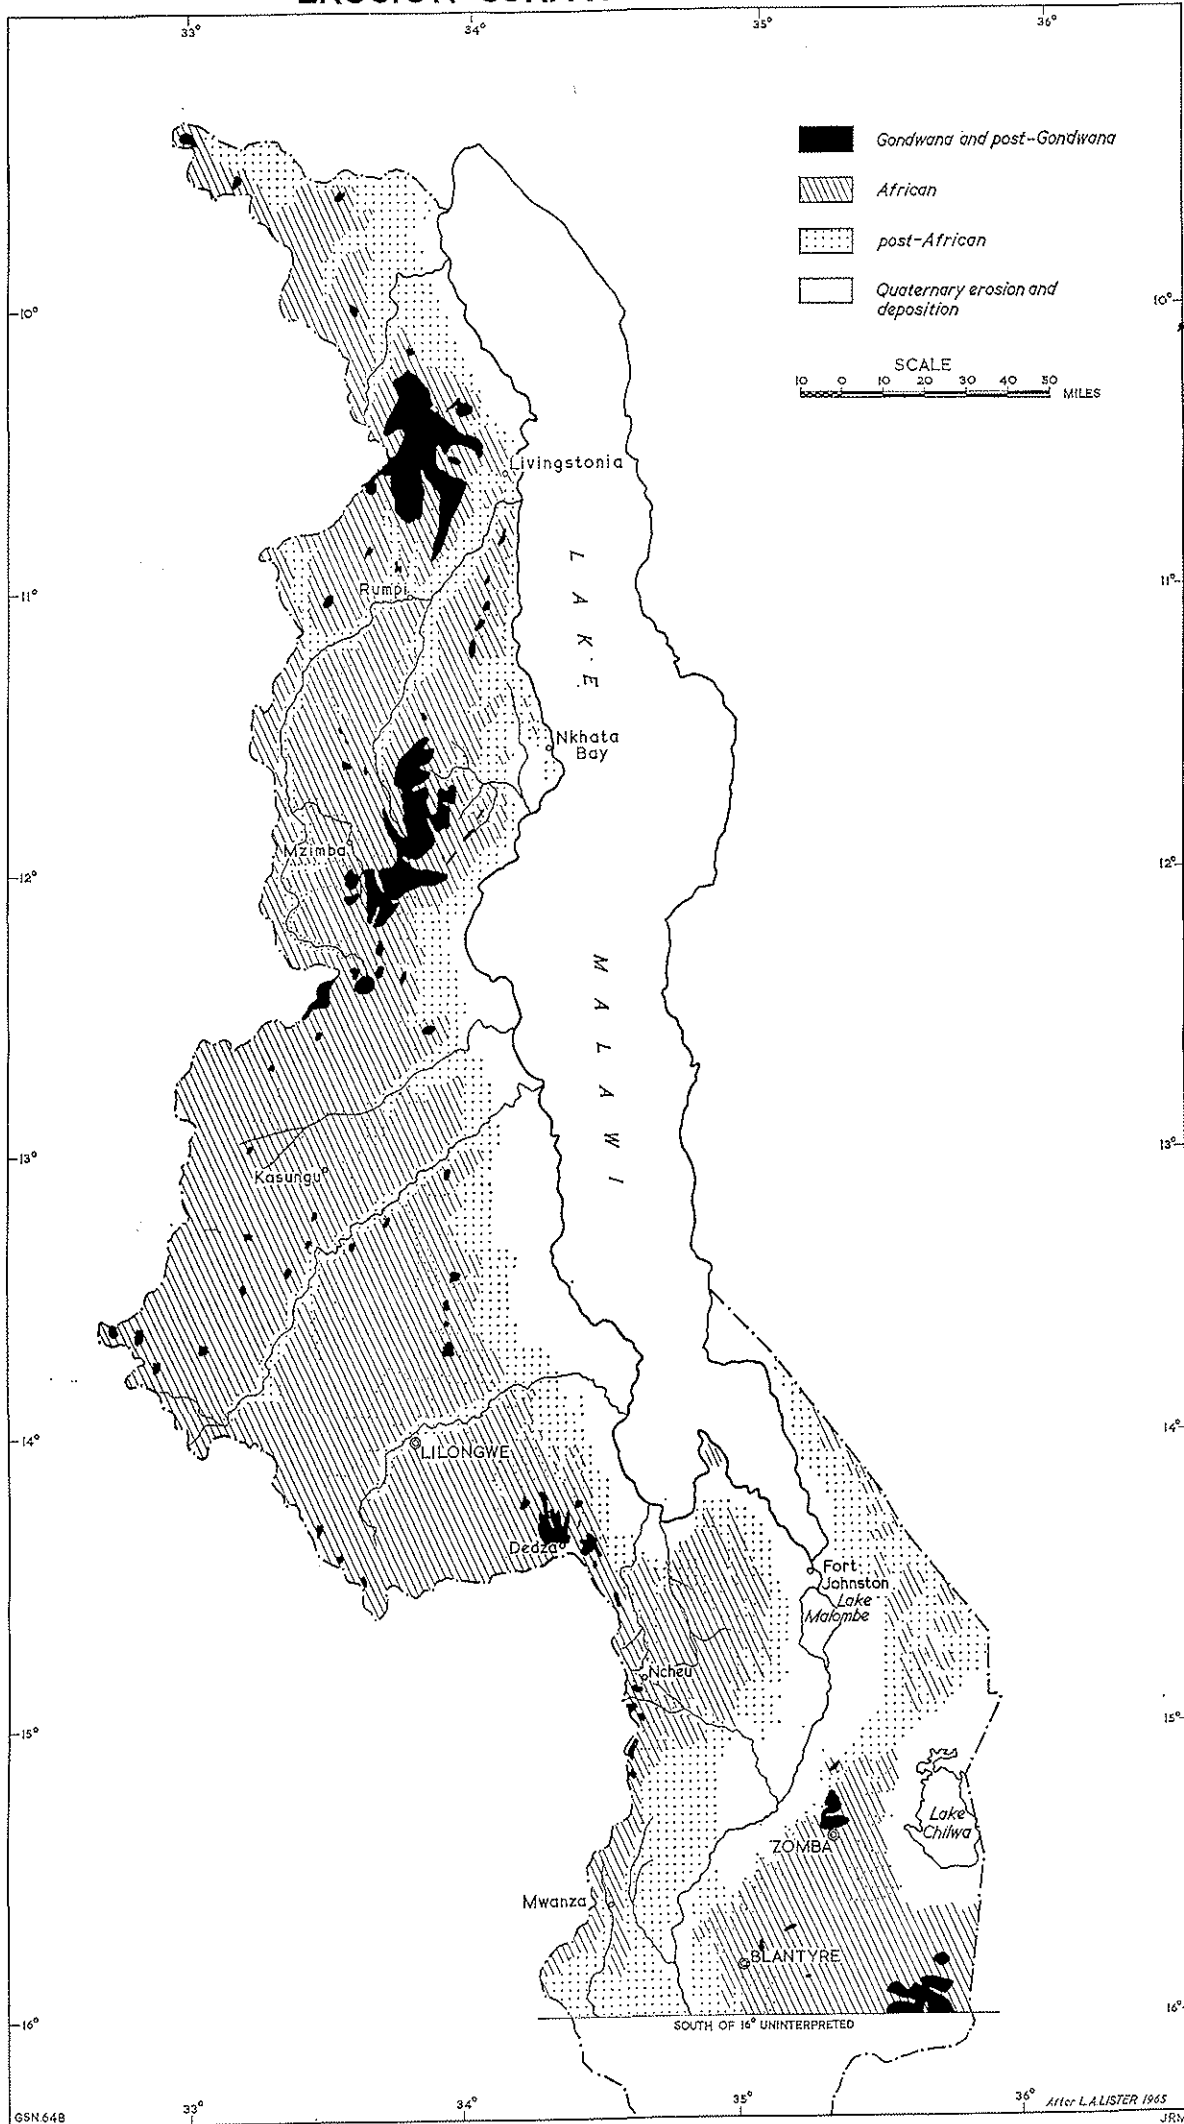 33°
34°
35°
36°
Gondwana and post-Gondwana
African
post-African
Quaternary erosion and
deposition
SCALE
10 0 10 20 30 40 50 MILES
10°
10°
Livingstonia
Rumpi
11°
11°
LAKE
Nkhata
Bay
Mzimba
12°
12°
MALAWI
13°
13°
Kasungu
14°
14°
LILONGWE
Dedza
Fort
Johnston
Lake
Malombe
Ncheu
15°
15°
Lake
Chilwa
ZOMBA
Mwanza
BLANTYRE
16°
16°
SOUTH OF 16° UNINTERPRETED
33°
34°
35°
36°
After L.A.LISTER 1965
GSN.64B
JRN